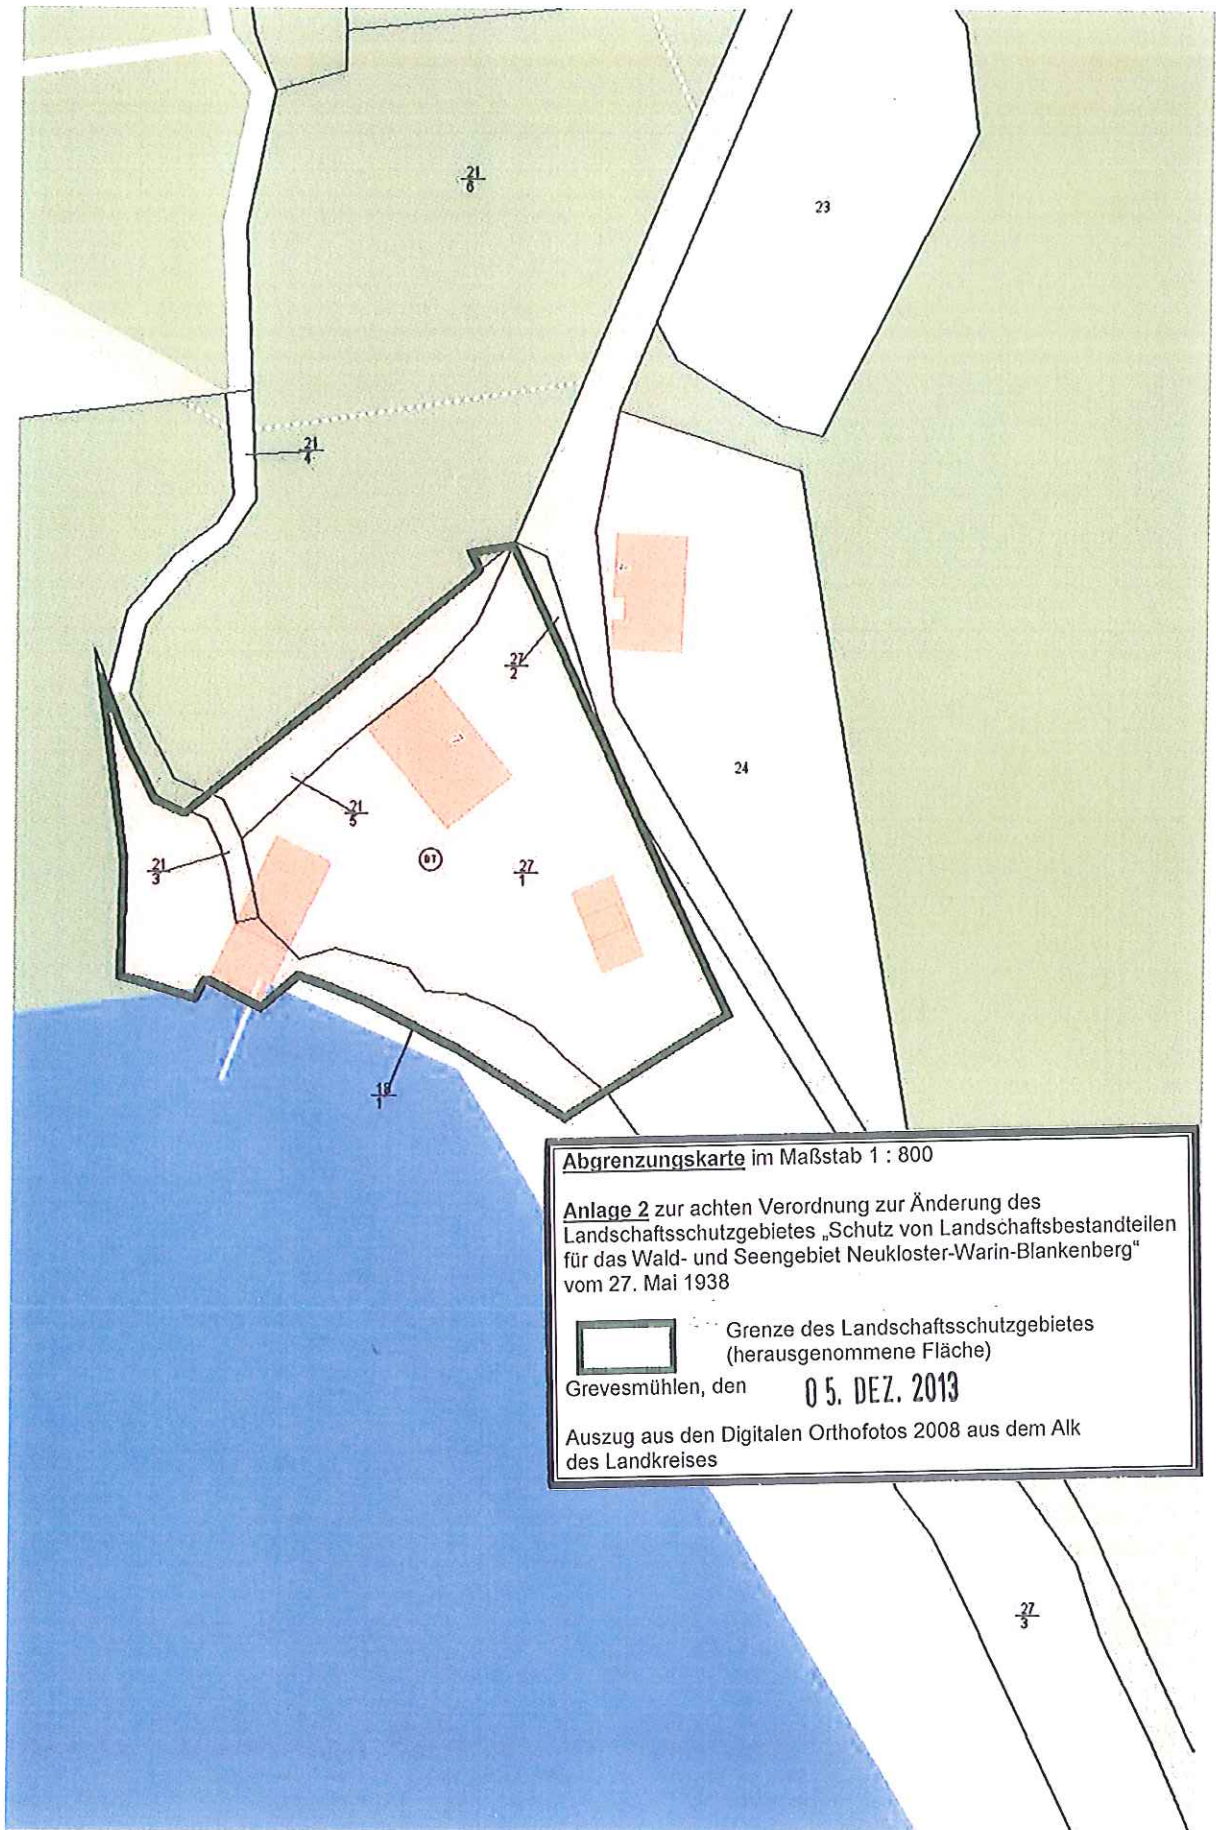 21
6
23
21
4
27
2
24
21
5
21
3
27
1
18
1
Abgrenzungskarte im Maßstab 1 : 800
Anlage 2 zur achten Verordnung zur Änderung des
Landschaftsschutzgebietes „Schutz von Landschaftsbestandteilen
für das Wald- und Seengebiet Neukloster-Warin-Blankenberg“
vom 27. Mai 1938
Grenze des Landschaftsschutzgebietes
(herausgenommene Fläche)
Grevesmühlen, den 05. DEZ. 2013
Auszug aus den Digitalen Orthofotos 2008 aus dem Alk
des Landkreises
27
3